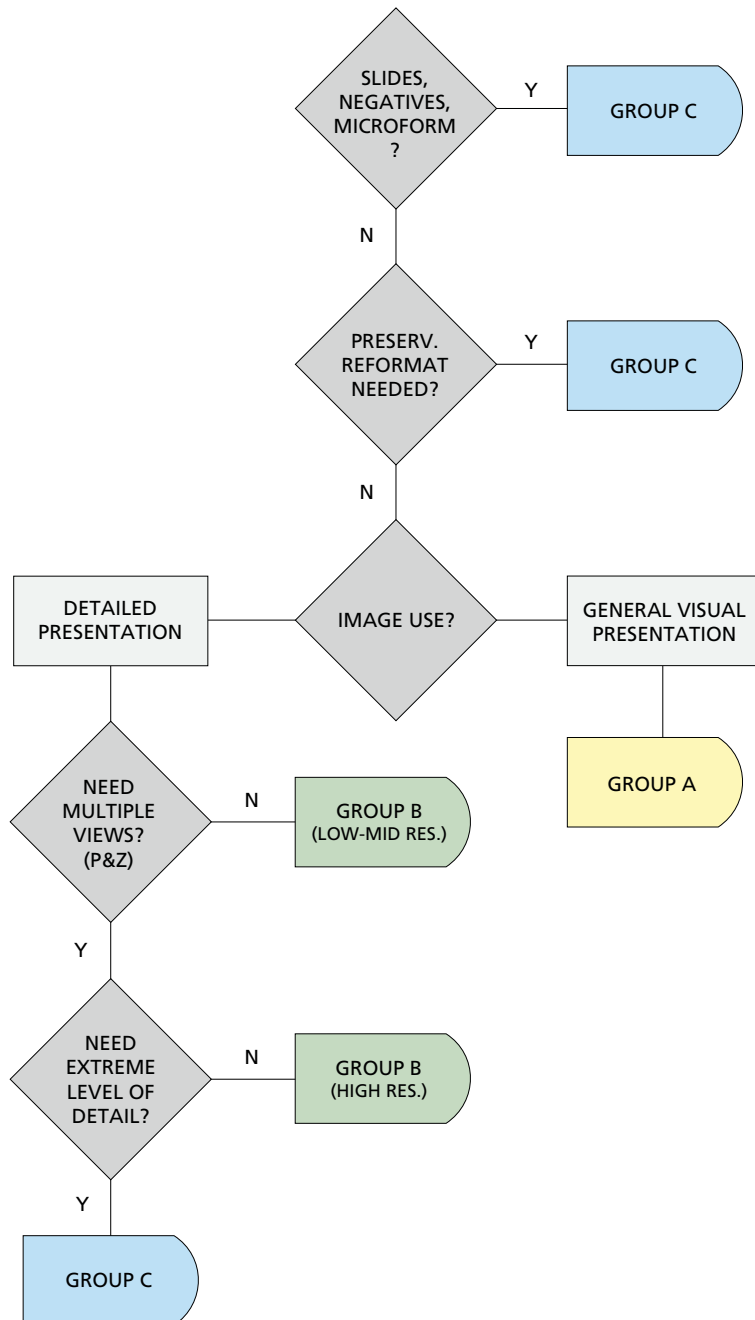 SLIDES,
NEGATIVES,
MICROFORM
?
Y
GROUP C
N
PRESERV.
REFORMAT
NEEDED?
Y
GROUP C
N
DETAILED
PRESENTATION
IMAGE USE?
GENERAL VISUAL
PRESENTATION
NEED
MULTIPLE
VIEWS?
(P&Z)
N
GROUP B
(LOW-MID RES.)
GROUP A
Y
NEED
EXTREME
LEVEL OF
DETAIL?
N
GROUP B
(HIGH RES.)
Y
GROUP C